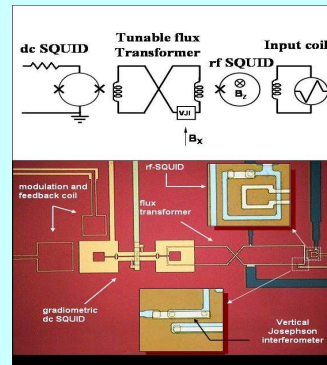 dc SQUID
Tunable flux
Transformer
rf SQUID
Input coil
VJI
Bz
Bx
rf-SQUID
modulation and
feedback coil
flux
transformer
gradiometric
dc SQUID
Vertical
Josephson
interferometer